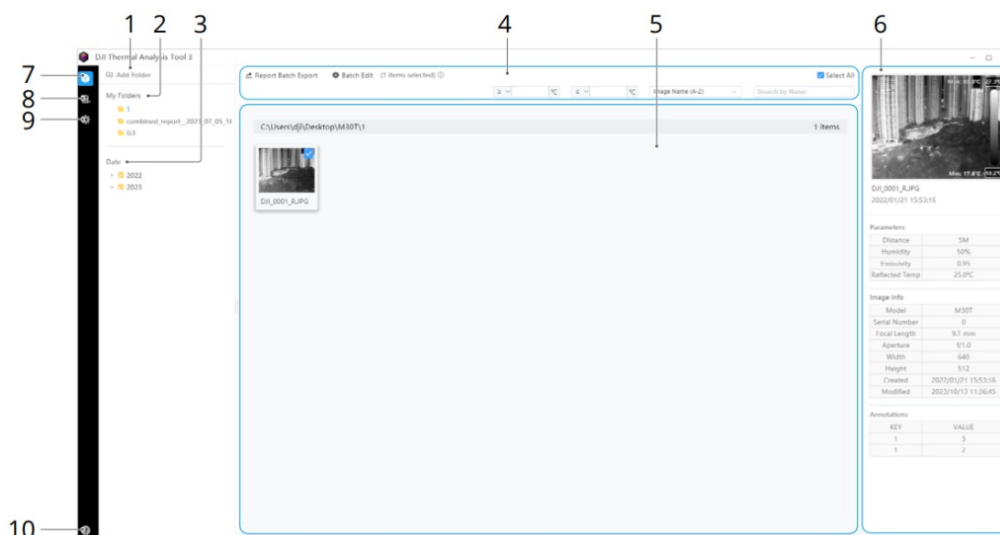 1 2 3 4 5 6
7
8
9
10
DJI Thermal Analysis Tool 3
Add Folder
My Folders
1
combined_report__2023_07_05_16
G3
Date
2022
2023
Report Batch Export Batch Edit (1 items selected)
Select All
≥ °C ≤ °C Image Name (A-Z) Search by Name
C:\Users\dji\Desktop\M30T\1 1 items
DJI_0001_R.JPG
DJI_0001_R.JPG
2022/01/21 15:53:16
Parameters
Distance 5M
Humidity 50%
Emissivity 0.95
Reflected Temp 25.0°C
Image Info
Model M30T
Serial Number 0
Focal Length 9.1 mm
Aperture f/1.0
Width 640
Height 512
Created 2022/01/21 15:53:16
Modified 2023/10/13 11:26:45
Annotations
KEY VALUE
1 3
1 2